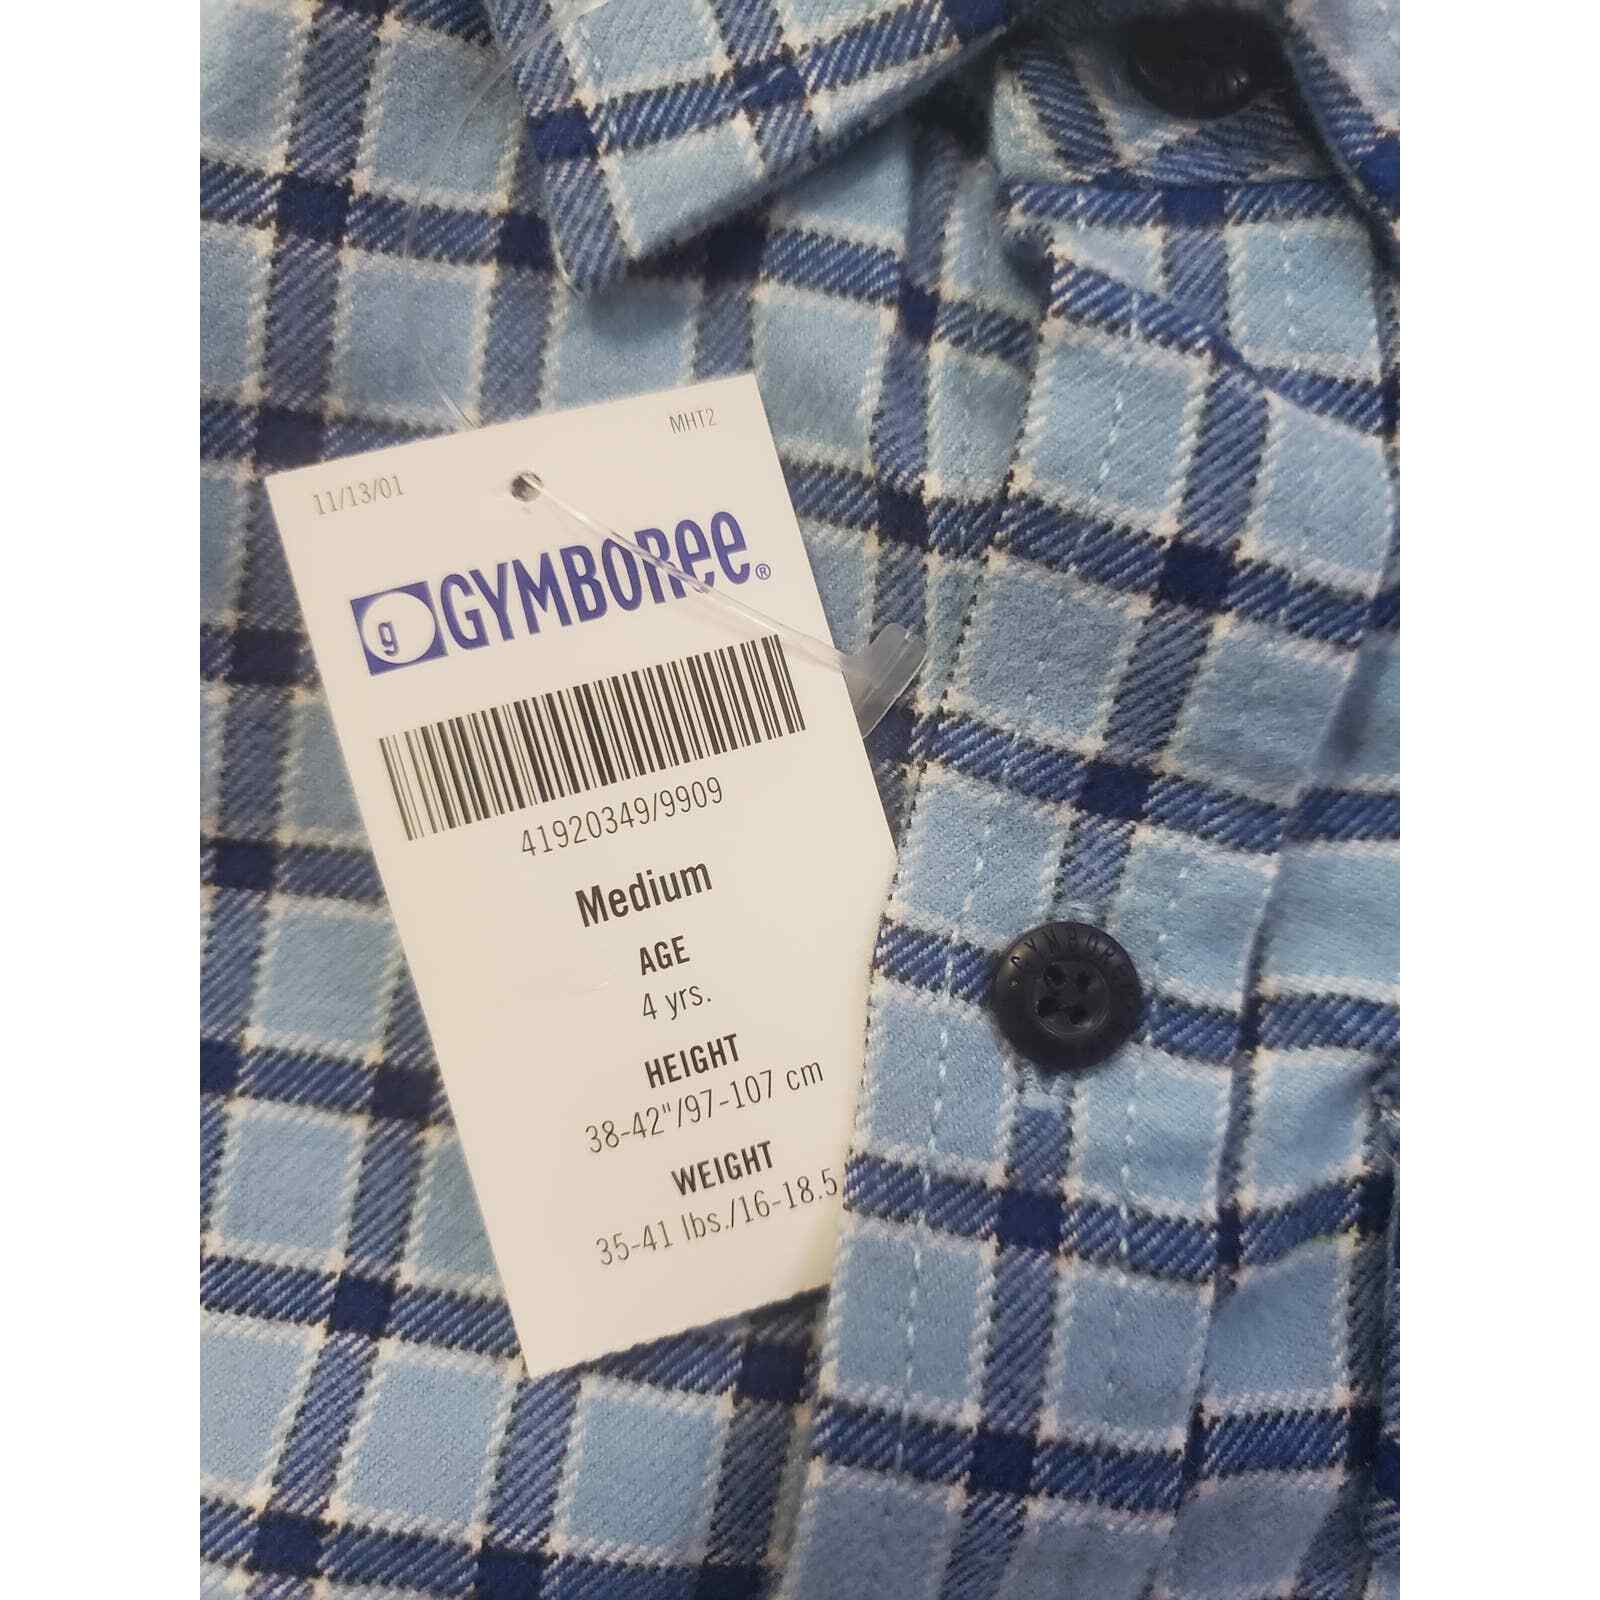 11/13/01
MHT2
g GYMBOREE®
41920349/9909
Medium
AGE
4 yrs.
HEIGHT
38-42"/97-107 cm
WEIGHT
35-41 lbs./16-18.5
GYMBOREE